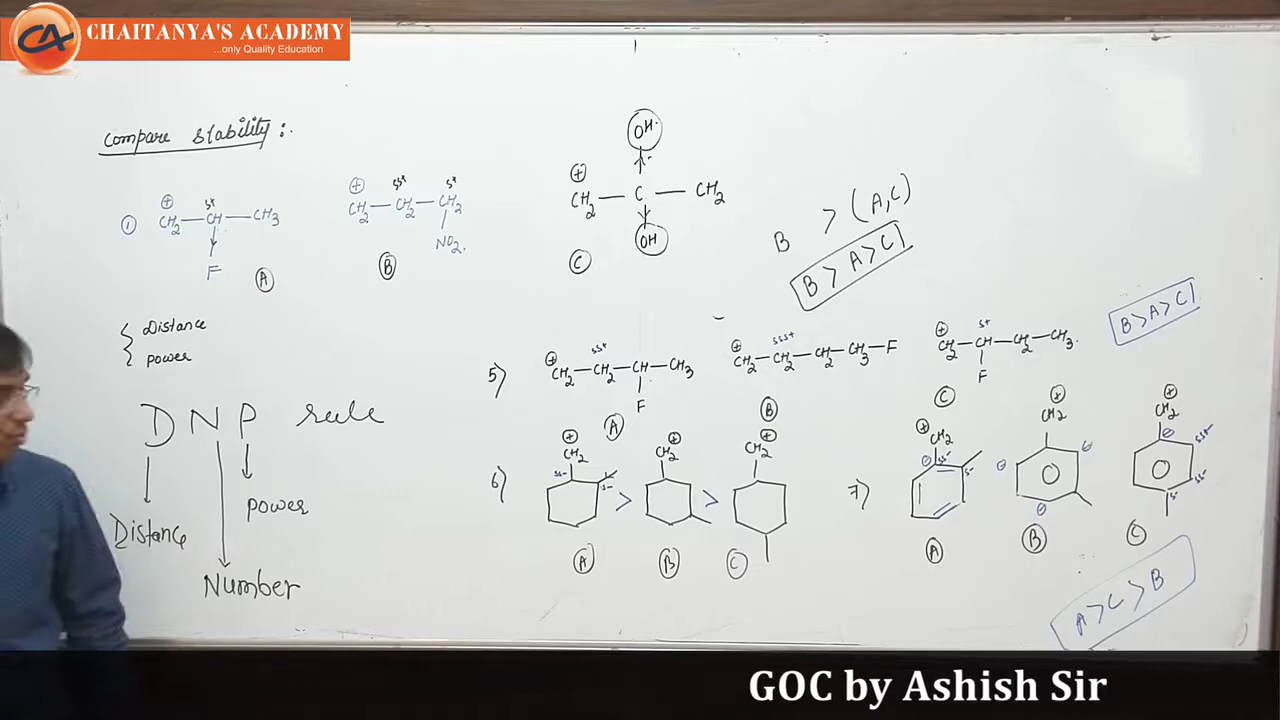 CHAITANYA'S ACADEMY
...only Quality Education
CA
Compare stability :.
① ⊕CH₂—CH—CH₃
F
Ⓐ
⊕CH₂—CH₂—CH₂
NO₂.
Ⓑ
OH
⊕CH₂—C—CH₂
OH
Ⓒ
B > (A,C)
B > A > C
Distance
power
D N P rule
Distance
Number
power
5) ⊕CH₂—CH₂—CH—CH₃
F
Ⓐ
⊕CH₂—CH₂—CH₂—CH₃—F
Ⓑ
⊕CH₂—CH—CH₂—CH₃.
F
Ⓒ
B > A > C
6) ⊕CH₂ > ⊕CH₂ > ⊕CH₂
Ⓐ Ⓑ Ⓒ
7) ⊕CH₂ ⊕CH₂ ⊕CH₂
Ⓐ Ⓑ Ⓒ
A > C > B
GOC by Ashish Sir